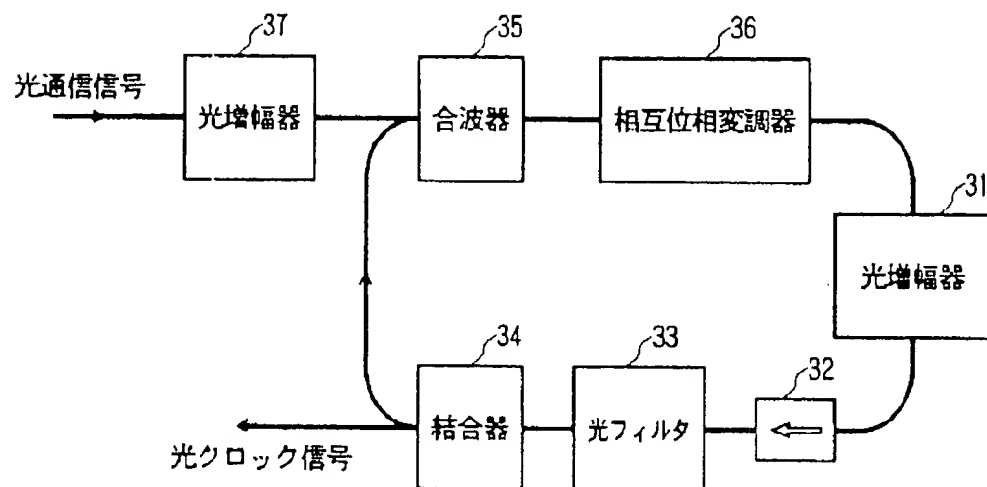 37
35
36
光通信信号
光増幅器
合波器
相互位相変調器
31
光増幅器
34
33
32
結合器
光フィルタ
光クロック信号